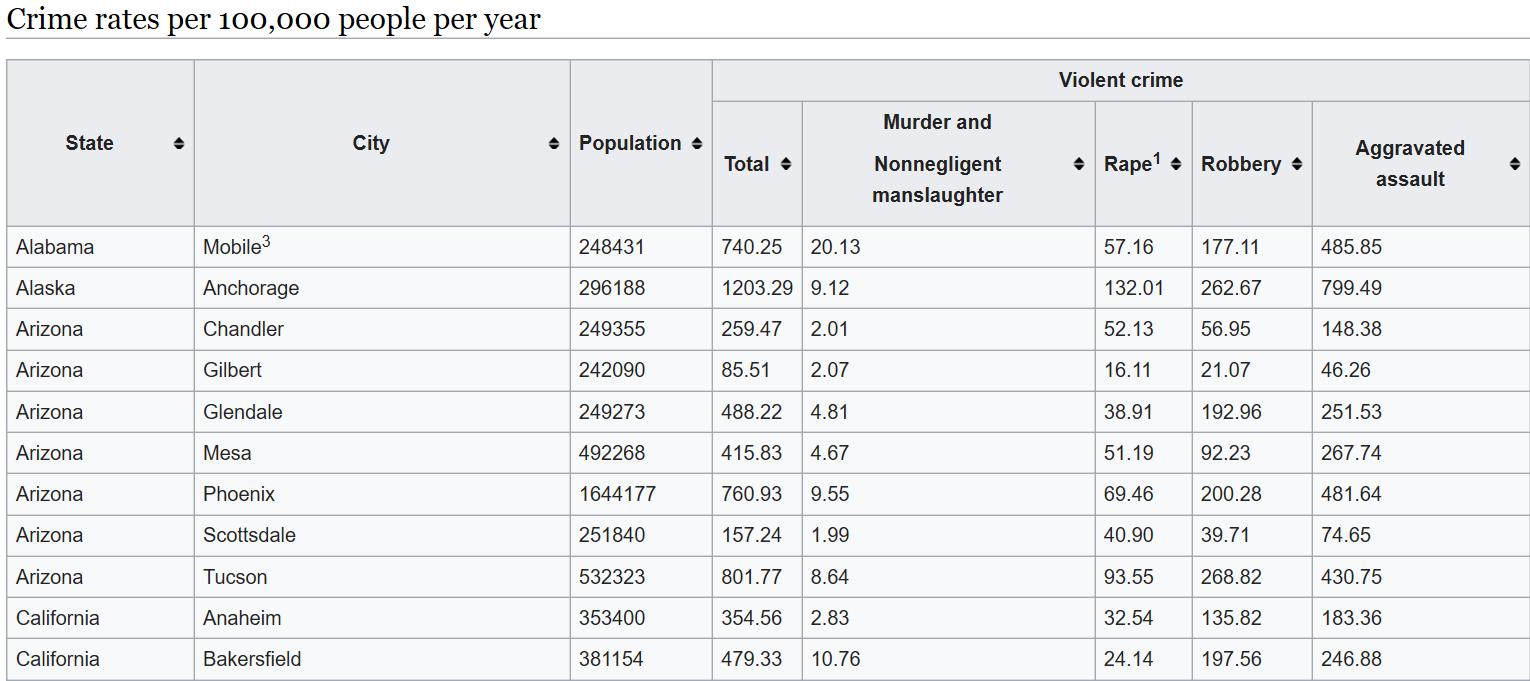 Crime rates per 100,000 people per year
State City Population Violent crime
Total Murder and Nonnegligent manslaughter Rape1 Robbery Aggravated assault
Alabama Mobile3 248431 740.25 20.13 57.16 177.11 485.85
Alaska Anchorage 296188 1203.29 9.12 132.01 262.67 799.49
Arizona Chandler 249355 259.47 2.01 52.13 56.95 148.38
Arizona Gilbert 242090 85.51 2.07 16.11 21.07 46.26
Arizona Glendale 249273 488.22 4.81 38.91 192.96 251.53
Arizona Mesa 492268 415.83 4.67 51.19 92.23 267.74
Arizona Phoenix 1644177 760.93 9.55 69.46 200.28 481.64
Arizona Scottsdale 251840 157.24 1.99 40.90 39.71 74.65
Arizona Tucson 532323 801.77 8.64 93.55 268.82 430.75
California Anaheim 353400 354.56 2.83 32.54 135.82 183.36
California Bakersfield 381154 479.33 10.76 24.14 197.56 246.88